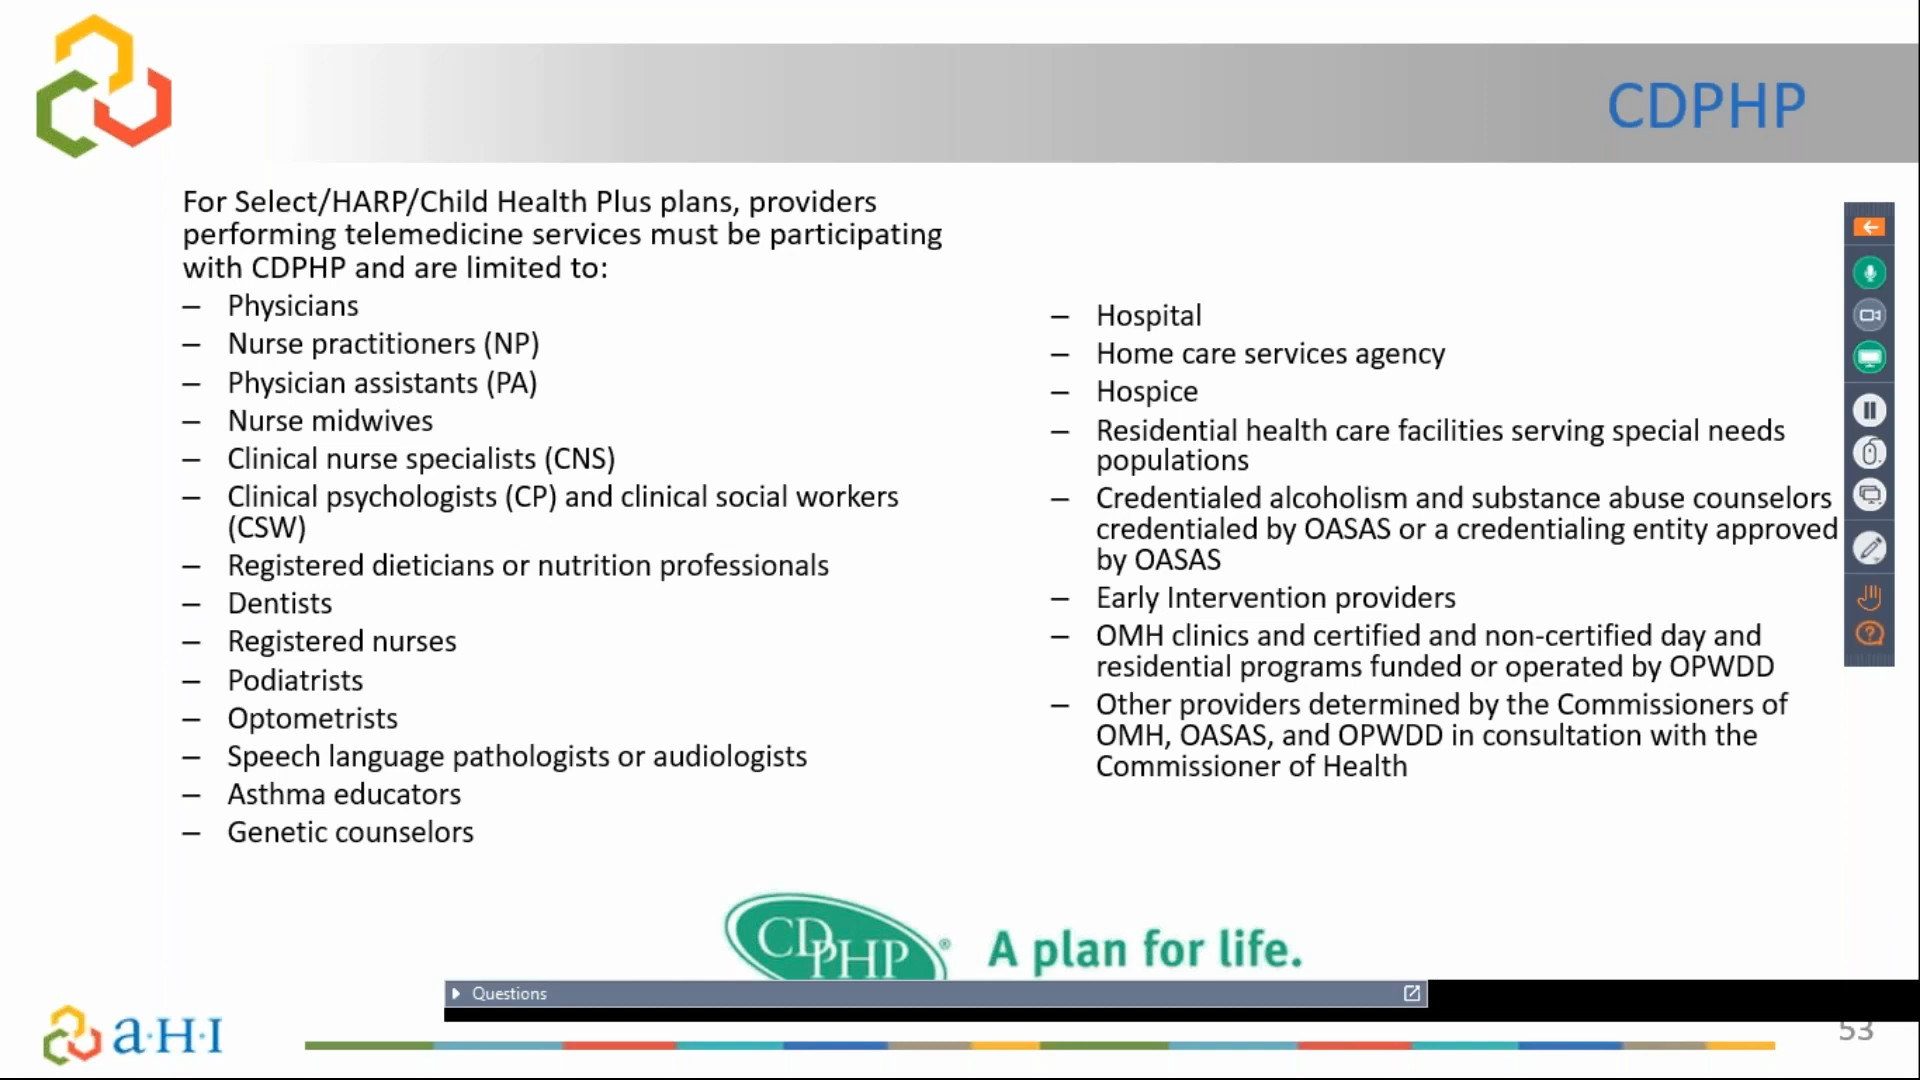 CDPHP
For Select/HARP/Child Health Plus plans, providers
performing telemedicine services must be participating
with CDPHP and are limited to:
– Physicians
– Nurse practitioners (NP)
– Physician assistants (PA)
– Nurse midwives
– Clinical nurse specialists (CNS)
– Clinical psychologists (CP) and clinical social workers
(CSW)
– Registered dieticians or nutrition professionals
– Dentists
– Registered nurses
– Podiatrists
– Optometrists
– Speech language pathologists or audiologists
– Asthma educators
– Genetic counselors
– Hospital
– Home care services agency
– Hospice
– Residential health care facilities serving special needs
populations
– Credentialed alcoholism and substance abuse counselors
credentialed by OASAS or a credentialing entity approved
by OASAS
– Early Intervention providers
– OMH clinics and certified and non-certified day and
residential programs funded or operated by OPWDD
– Other providers determined by the Commissioners of
OMH, OASAS, and OPWDD in consultation with the
Commissioner of Health
CDPHP® A plan for life.
Questions
a·H·I
53